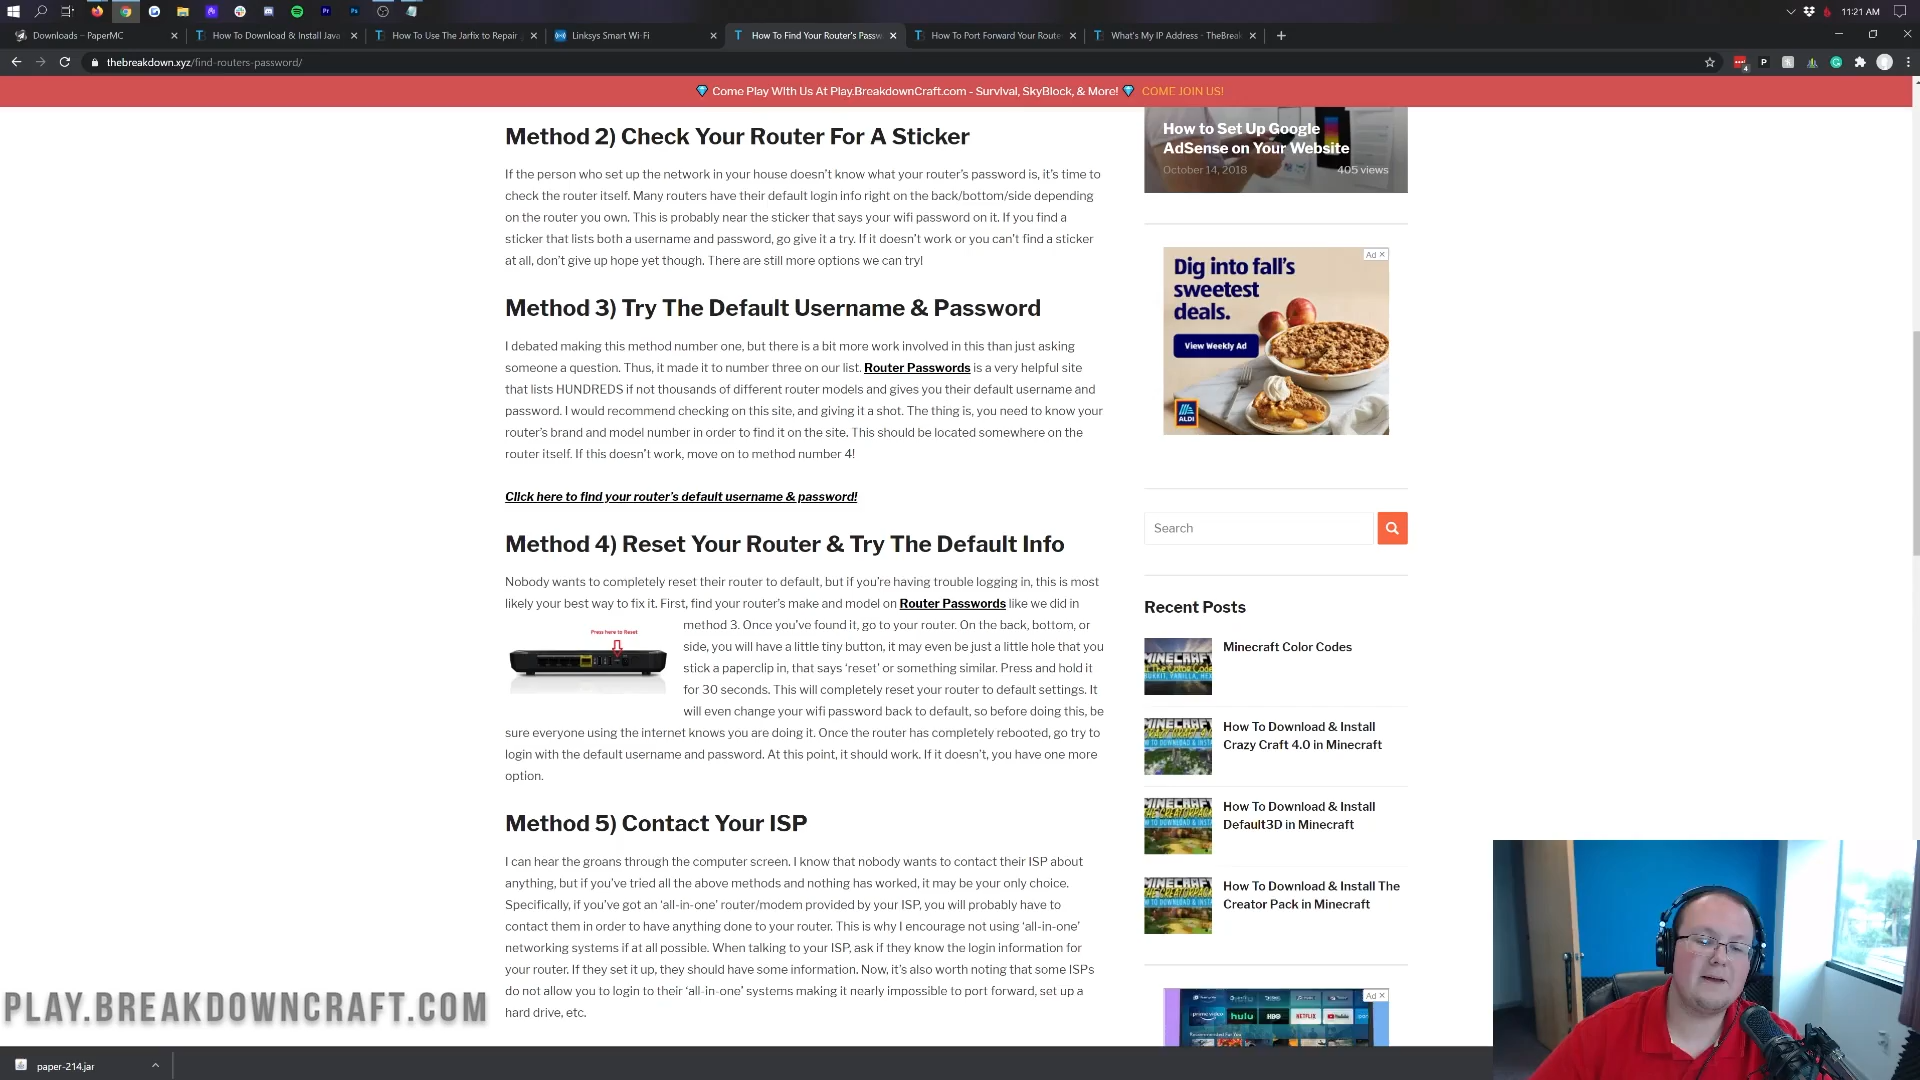 11:21 AM
Downloads – PaperMC
How To Download & Install Java
How To Use The Jarfix to Repair
Linksys Smart Wi-Fi
How To Find Your Router's Passw
How To Port Forward Your Route
What's My IP Address - TheBreak
thebreakdown.xyz/find-routers-password/
Come Play With Us At Play.BreakdownCraft.com - Survival, SkyBlock, & More! COME JOIN US!
Method 2) Check Your Router For A Sticker
If the person who set up the network in your house doesn't know what your router's password is, it's time to
check the router itself. Many routers have their default login info right on the back/bottom/side depending
on the router you own. This is probably near the sticker that says your wifi password on it. If you find a
sticker that lists both a username and password, go give it a try. If it doesn't work or you can't find a sticker
at all, don't give up hope yet though. There are still more options we can try!
Method 3) Try The Default Username & Password
I debated making this method number one, but there is a bit more work involved in this than just asking
someone a question. Thus, it made it to number three on our list. Router Passwords is a very helpful site
that lists HUNDREDS if not thousands of different router models and gives you their default username and
password. I would recommend checking on this site, and giving it a shot. The thing is, you need to know your
router's brand and model number in order to find it on the site. This should be located somewhere on the
router itself. If this doesn't work, move on to method number 4!
Click here to find your router's default username & password!
Method 4) Reset Your Router & Try The Default Info
Nobody wants to completely reset their router to default, but if you're having trouble logging in, this is most
likely your best way to fix it. First, find your router's make and model on Router Passwords like we did in
Press here to Reset
method 3. Once you've found it, go to your router. On the back, bottom, or
side, you will have a little tiny button, it may even be just a little hole that you
stick a paperclip in, that says 'reset' or something similar. Press and hold it
for 30 seconds. This will completely reset your router to default settings. It
will even change your wifi password back to default, so before doing this, be
sure everyone using the internet knows you are doing it. Once the router has completely rebooted, go try to
login with the default username and password. At this point, it should work. If it doesn't, you have one more
option.
Method 5) Contact Your ISP
I can hear the groans through the computer screen. I know that nobody wants to contact their ISP about
anything, but if you've tried all the above methods and nothing has worked, it may be your only choice.
Specifically, if you've got an 'all-in-one' router/modem provided by your ISP, you will probably have to
contact them in order to have anything done to your router. This is why I encourage not using 'all-in-one'
networking systems if at all possible. When talking to your ISP, ask if they know the login information for
your router. If they set it up, they should have some information. Now, it's also worth noting that some ISPs
do not allow you to login to their 'all-in-one' systems making it nearly impossible to port forward, set up a
hard drive, etc.
How to Set Up Google
AdSense on Your Website
October 14, 2018
405 views
Ad
Dig into fall's
sweetest
deals.
View Weekly Ad
ALDI
Search
Recent Posts
Minecraft Color Codes
How To Download & Install
Crazy Craft 4.0 in Minecraft
How To Download & Install
Default3D in Minecraft
How To Download & Install The
Creator Pack in Minecraft
Ad
prime video
hulu
HBO
NETFLIX
YouTube
PLAY.BREAKDOWNCRAFT.COM
paper-214.jar